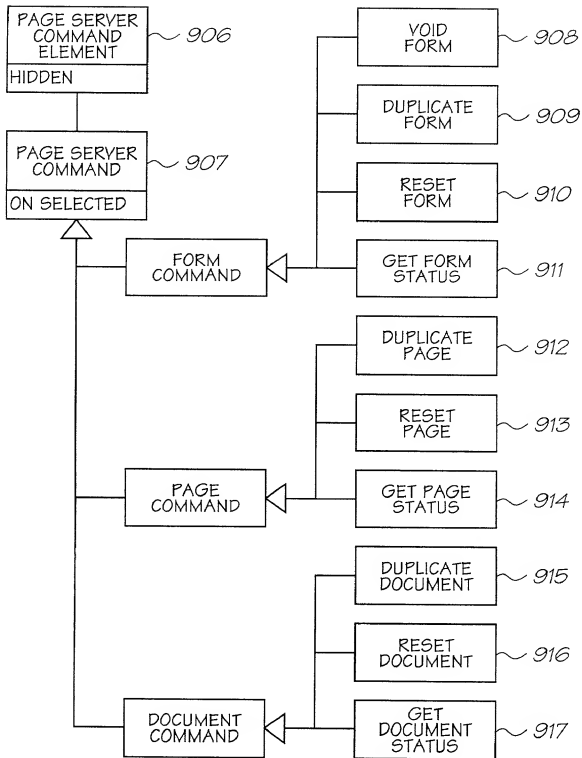 PAGE SERVER
COMMAND
ELEMENT
906
HIDDEN
PAGE SERVER
COMMAND
907
ON SELECTED
FORM
COMMAND
VOID
FORM
908
DUPLICATE
FORM
909
RESET
FORM
910
GET FORM
STATUS
911
PAGE
COMMAND
DUPLICATE
PAGE
912
RESET
PAGE
913
GET PAGE
STATUS
914
DOCUMENT
COMMAND
DUPLICATE
DOCUMENT
915
RESET
DOCUMENT
916
GET
DOCUMENT
STATUS
917